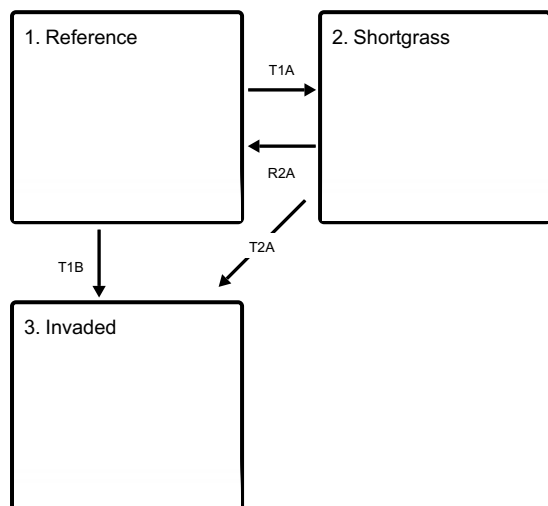 1. Reference
2. Shortgrass
T1A
R2A
T2A
T1B
3. Invaded